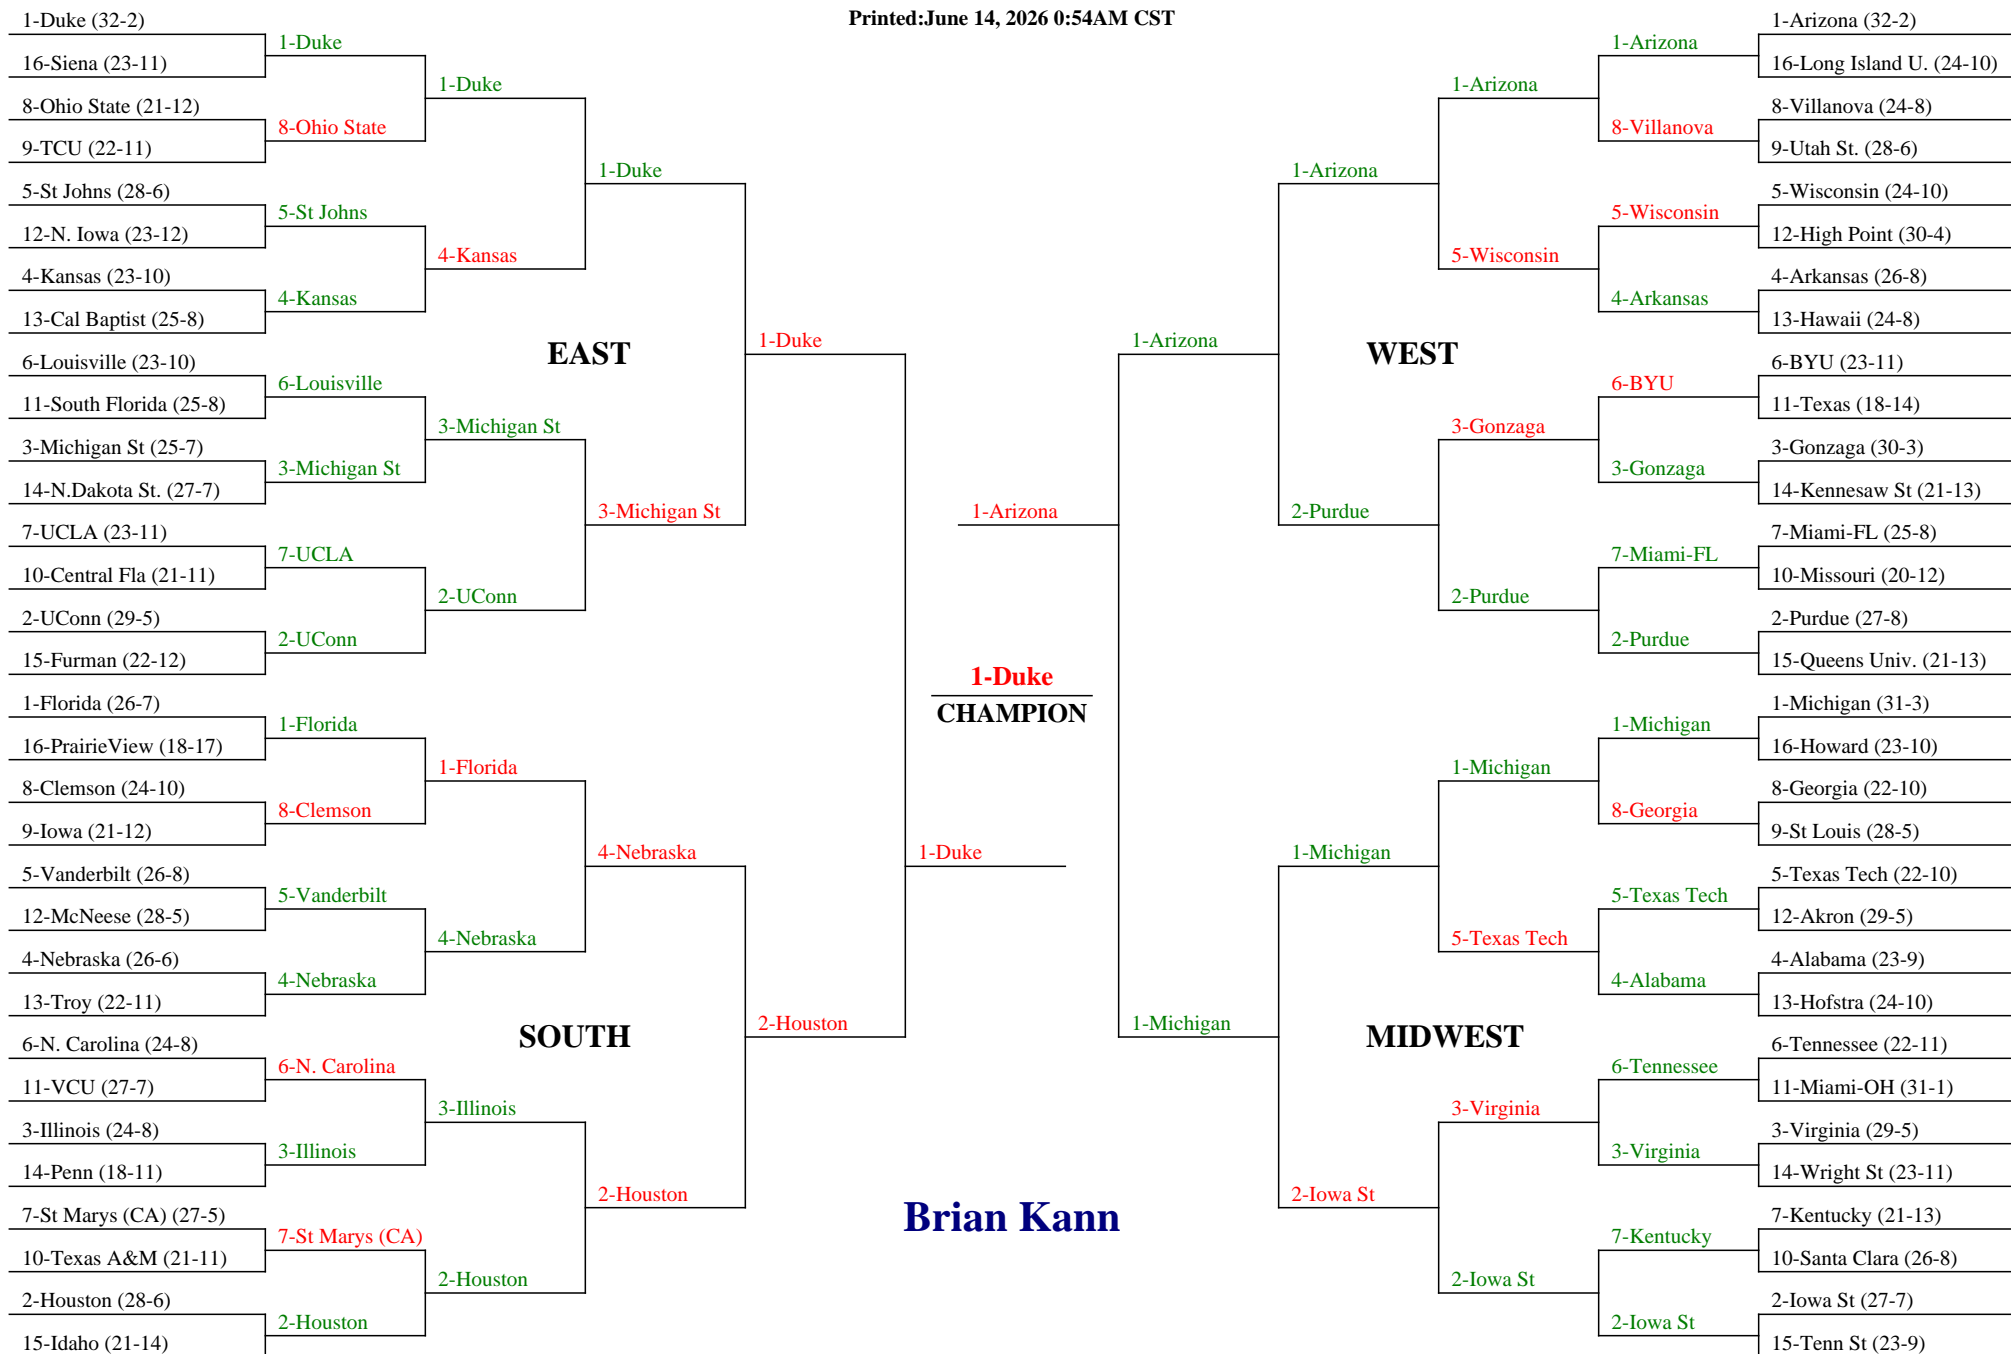 Printed:June 14, 2026 0:54AM CST
1-Duke (32-2)
16-Siena (23-11)
8-Ohio State (21-12)
9-TCU (22-11)
5-St Johns (28-6)
12-N. Iowa (23-12)
4-Kansas (23-10)
13-Cal Baptist (25-8)
6-Louisville (23-10)
11-South Florida (25-8)
3-Michigan St (25-7)
14-N.Dakota St. (27-7)
7-UCLA (23-11)
10-Central Fla (21-11)
2-UConn (29-5)
15-Furman (22-12)
1-Florida (26-7)
16-PrairieView (18-17)
8-Clemson (24-10)
9-Iowa (21-12)
5-Vanderbilt (26-8)
12-McNeese (28-5)
4-Nebraska (26-6)
13-Troy (22-11)
6-N. Carolina (24-8)
11-VCU (27-7)
3-Illinois (24-8)
14-Penn (18-11)
7-St Marys (CA) (27-5)
10-Texas A&M (21-11)
2-Houston (28-6)
15-Idaho (21-14)
1-Duke
8-Ohio State
5-St Johns
4-Kansas
6-Louisville
3-Michigan St
7-UCLA
2-UConn
1-Florida
8-Clemson
5-Vanderbilt
4-Nebraska
6-N. Carolina
3-Illinois
7-St Marys (CA)
2-Houston
1-Duke
4-Kansas
3-Michigan St
2-UConn
1-Florida
4-Nebraska
3-Illinois
2-Houston
1-Duke
3-Michigan St
4-Nebraska
2-Houston
EAST
SOUTH
1-Duke
2-Houston
1-Duke
1-Arizona
1-Duke
CHAMPION
Brian Kann
1-Arizona
1-Michigan
WEST
MIDWEST
1-Arizona
2-Purdue
1-Michigan
2-Iowa St
1-Arizona
5-Wisconsin
3-Gonzaga
2-Purdue
1-Michigan
5-Texas Tech
3-Virginia
2-Iowa St
1-Arizona
8-Villanova
5-Wisconsin
4-Arkansas
6-BYU
3-Gonzaga
7-Miami-FL
2-Purdue
1-Michigan
8-Georgia
5-Texas Tech
4-Alabama
6-Tennessee
3-Virginia
7-Kentucky
2-Iowa St
1-Arizona (32-2)
16-Long Island U. (24-10)
8-Villanova (24-8)
9-Utah St. (28-6)
5-Wisconsin (24-10)
12-High Point (30-4)
4-Arkansas (26-8)
13-Hawaii (24-8)
6-BYU (23-11)
11-Texas (18-14)
3-Gonzaga (30-3)
14-Kennesaw St (21-13)
7-Miami-FL (25-8)
10-Missouri (20-12)
2-Purdue (27-8)
15-Queens Univ. (21-13)
1-Michigan (31-3)
16-Howard (23-10)
8-Georgia (22-10)
9-St Louis (28-5)
5-Texas Tech (22-10)
12-Akron (29-5)
4-Alabama (23-9)
13-Hofstra (24-10)
6-Tennessee (22-11)
11-Miami-OH (31-1)
3-Virginia (29-5)
14-Wright St (23-11)
7-Kentucky (21-13)
10-Santa Clara (26-8)
2-Iowa St (27-7)
15-Tenn St (23-9)